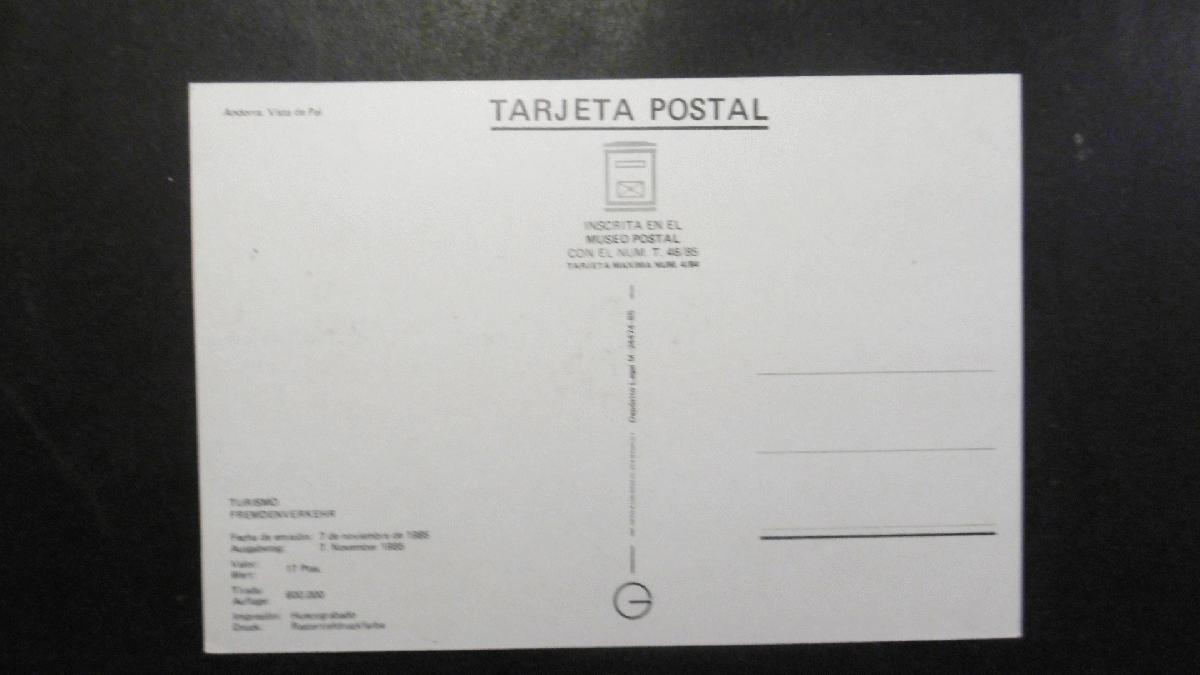 Andorra. Vista de Pal
TARJETA POSTAL
INSCRITA EN EL
MUSEO POSTAL
CON EL NUM. T. 46/85
TARJETA MAXIMA NUM. 4/84
Depósito Legal M.
TURISMO
FREMDENVERKEHR
Fecha de emisión: 7 de noviembre de 1985
Ausgabetag: 7. November 1985
Valor:
Wert: 17 Ptas.
Tirada:
Auflage: 600.000
Impresión: Huecograbado
Druck: Rastertiefdruckfarbe